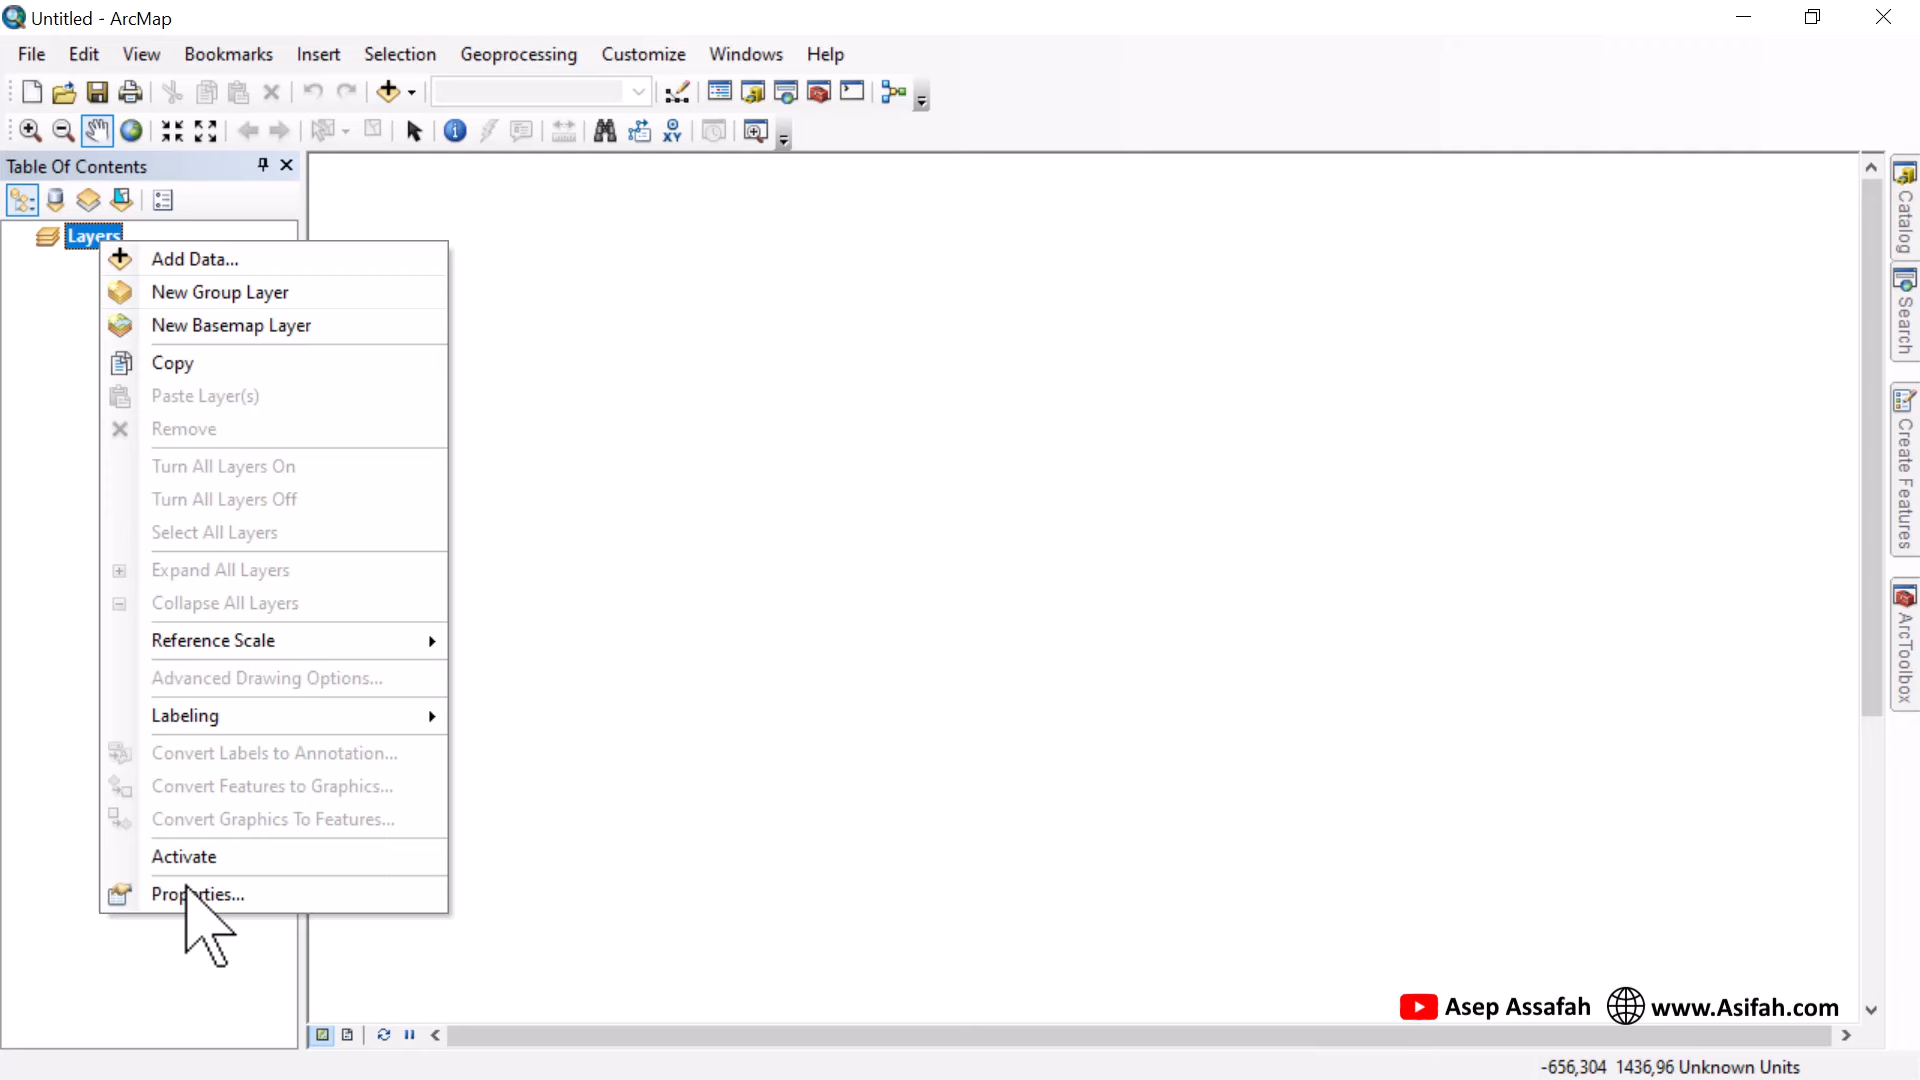 Untitled - ArcMap
File Edit View Bookmarks Insert Selection Geoprocessing Customize Windows Help
XY
Table Of Contents
Layers
Add Data...
New Group Layer
New Basemap Layer
Copy
Paste Layer(s)
Remove
Turn All Layers On
Turn All Layers Off
Select All Layers
Expand All Layers
Collapse All Layers
Reference Scale
Advanced Drawing Options...
Labeling
Convert Labels to Annotation...
Convert Features to Graphics...
Convert Graphics To Features...
Activate
Properties...
Catalog
Search
Create Features
ArcToolbox
Asep Assafah www.Asifah.com
-656,304 1436,96 Unknown Units